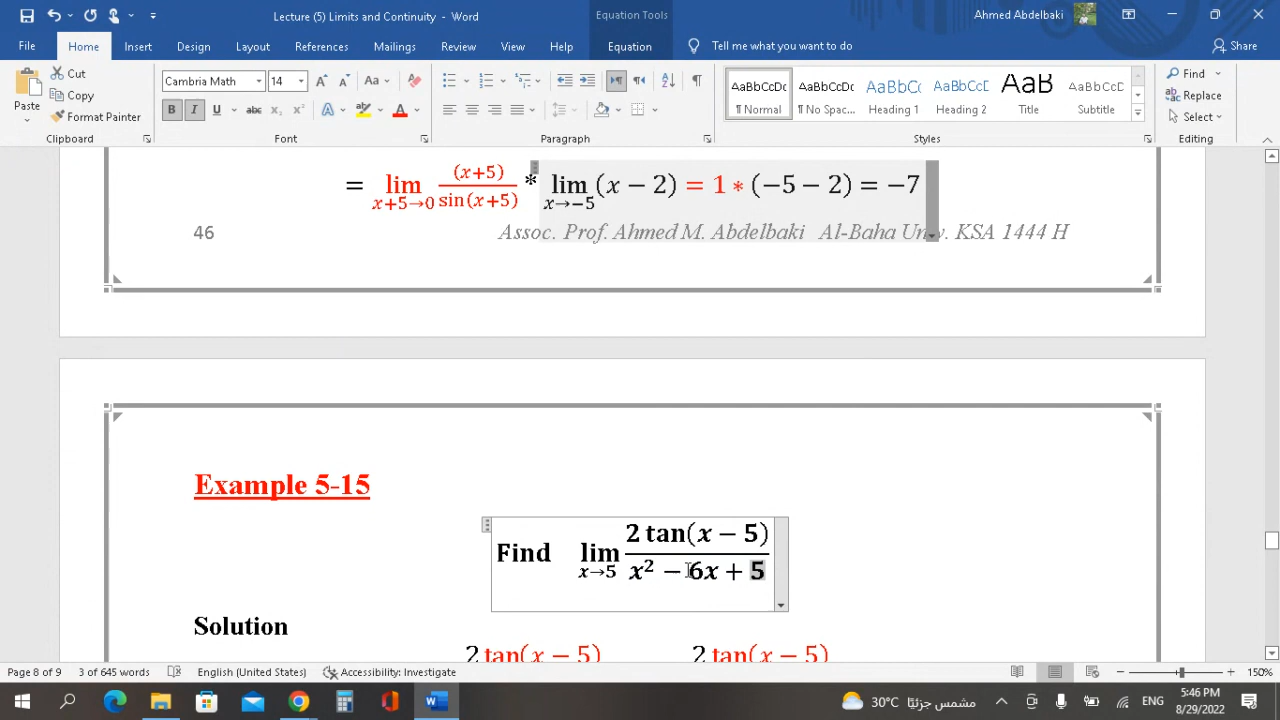 Lecture (5) Limits and Continuity - Word
Equation Tools
Ahmed Abdelbaki
File Home Insert Design Layout References Mailings Review View Help Equation Tell me what you want to do Share
Paste Cut Copy Format Painter
Clipboard
Cambria Math 14
Font
Paragraph
AaBbCcDc AaBbCcDc AaBbCc AaBbCcD AaB AaBbCcD
¶ Normal ¶ No Spac... Heading 1 Heading 2 Title Subtitle
Styles
Find Replace Select
Editing
= lim x+5→0 (x+5)/sin(x+5) * lim x→−5 (x − 2) = 1 ∗ (−5 − 2) = −7
46 Assoc. Prof. Ahmed M. Abdelbaki Al-Baha Univ. KSA 1444 H
Example 5-15
Find lim x→5 2 tan(x − 5)/x² − 6x + 5
Solution
2 tan(x − 5) 2 tan(x − 5)
Page 8 of 9 3 of 645 words English (United States) Accessibility: Investigate 150%
30°C مشمس جزئيًا ENG 5:46 PM
8/29/2022